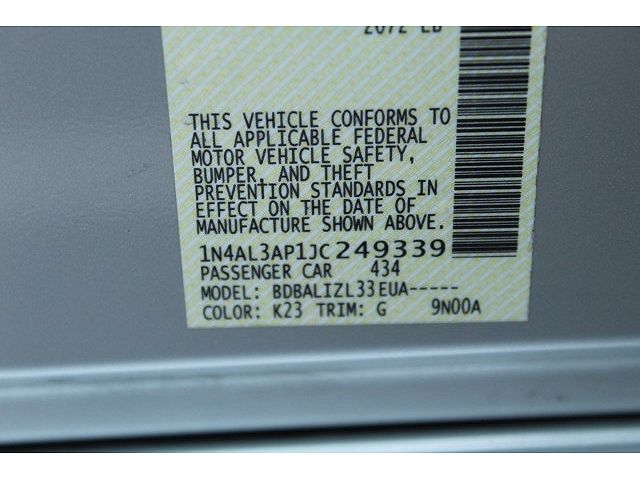 THIS VEHICLE CONFORMS TO
ALL APPLICABLE FEDERAL
MOTOR VEHICLE SAFETY,
BUMPER, AND THEFT
PREVENTION STANDARDS IN
EFFECT ON THE DATE OF
MANUFACTURE SHOWN ABOVE.
1N4AL3AP1JC249339
PASSENGER CAR 434
MODEL: BDBALIZL33EUA-----
COLOR: K23 TRIM: G 9N00A